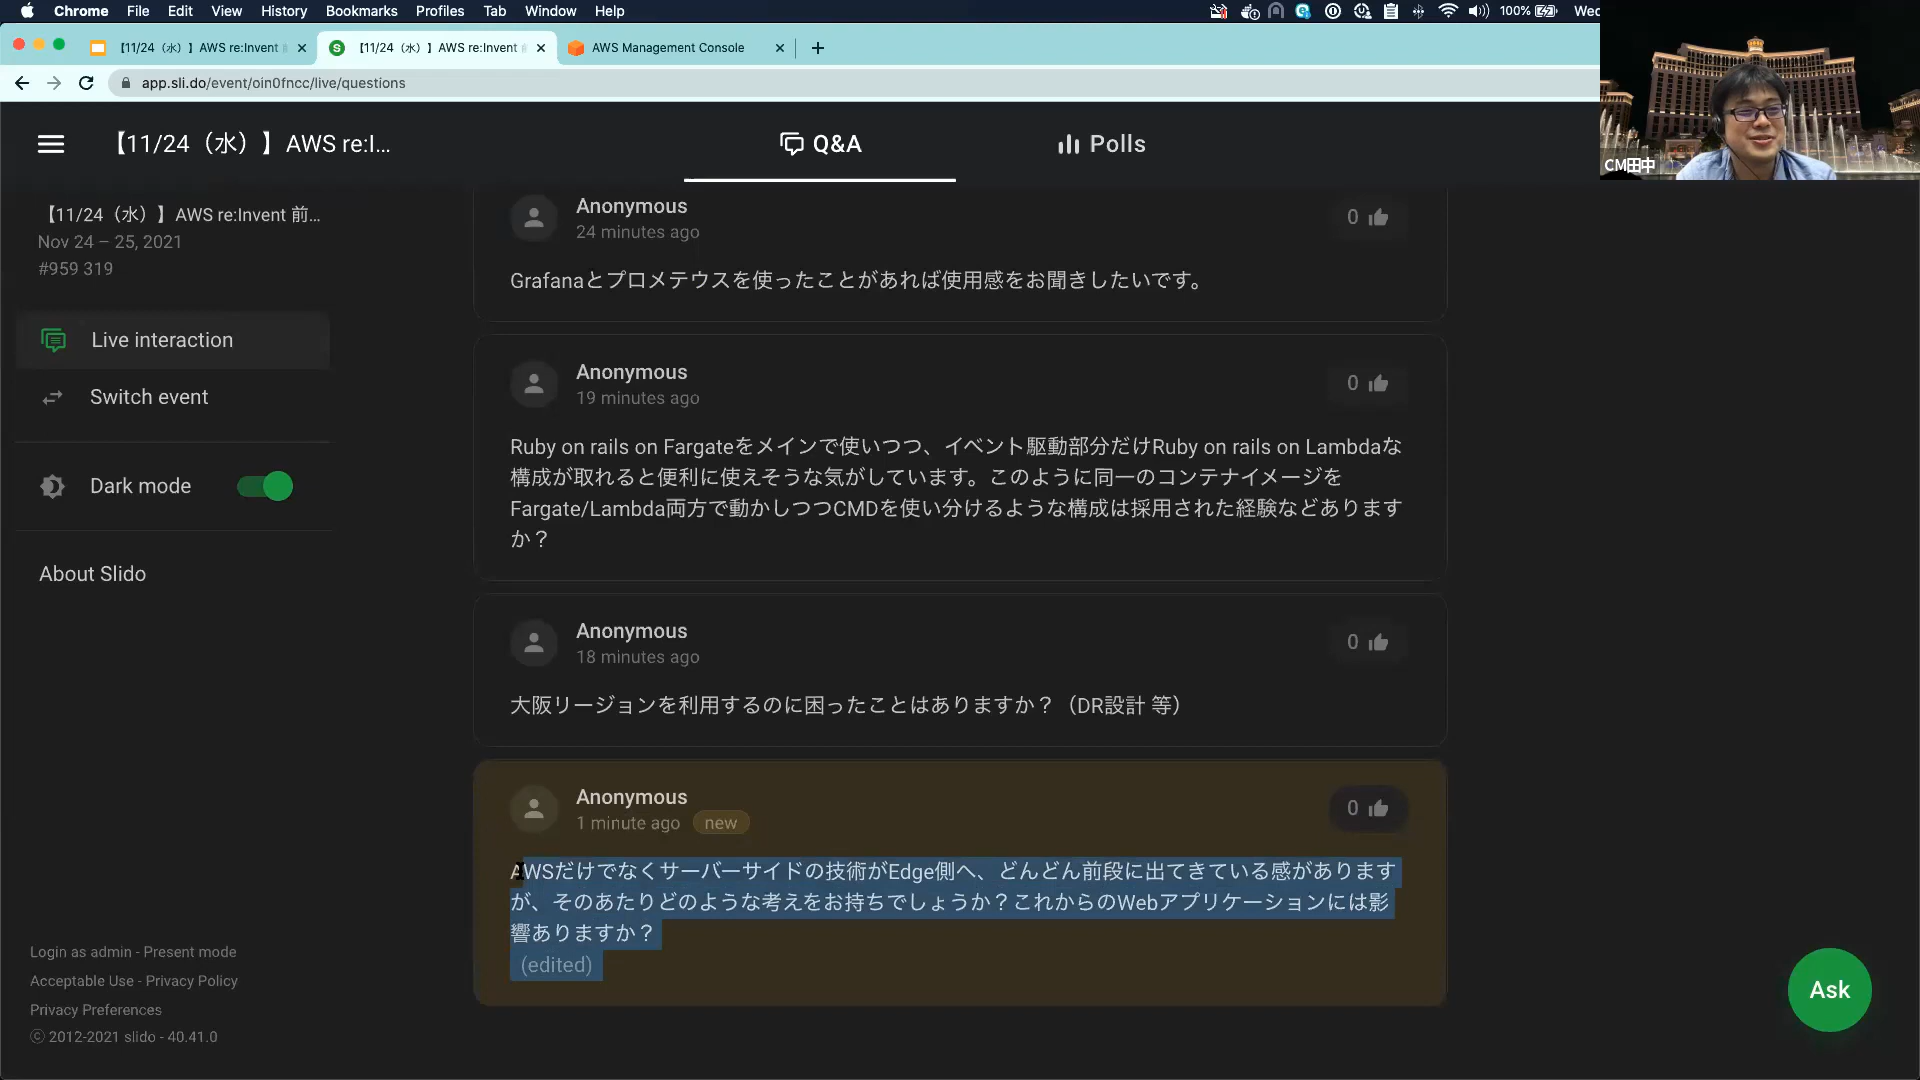 Chrome File Edit View History Bookmarks Profiles Tab Window Help 100% Wed
【11/24（水）】AWS re:Invent 【11/24（水）】AWS re:Invent AWS Management Console
app.sli.do/event/oin0fncc/live/questions
CM田中
【11/24（水）】AWS re:I...
Q&A
Polls
【11/24（水）】AWS re:Invent 前...
Nov 24 – 25, 2021
#959 319
Live interaction
Switch event
Dark mode
About Slido
Login as admin - Present mode
Acceptable Use - Privacy Policy
Privacy Preferences
© 2012-2021 slido - 40.41.0
Anonymous
24 minutes ago
0
Grafanaとプロメテウスを使ったことがあれば使用感をお聞きしたいです。
Anonymous
19 minutes ago
0
Ruby on rails on Fargateをメインで使いつつ、イベント駆動部分だけRuby on rails on Lambdaな
構成が取れると便利に使えそうな気がしています。このように同一のコンテナイメージを
Fargate/Lambda両方で動かしつつCMDを使い分けるような構成は採用された経験などあります
か？
Anonymous
18 minutes ago
0
大阪リージョンを利用するのに困ったことはありますか？（DR設計 等）
Anonymous
1 minute ago new
0
AWSだけでなくサーバーサイドの技術がEdge側へ、どんどん前段に出てきている感があります
が、そのあたりどのような考えをお持ちでしょうか？これからのWebアプリケーションには影
響ありますか？
(edited)
Ask